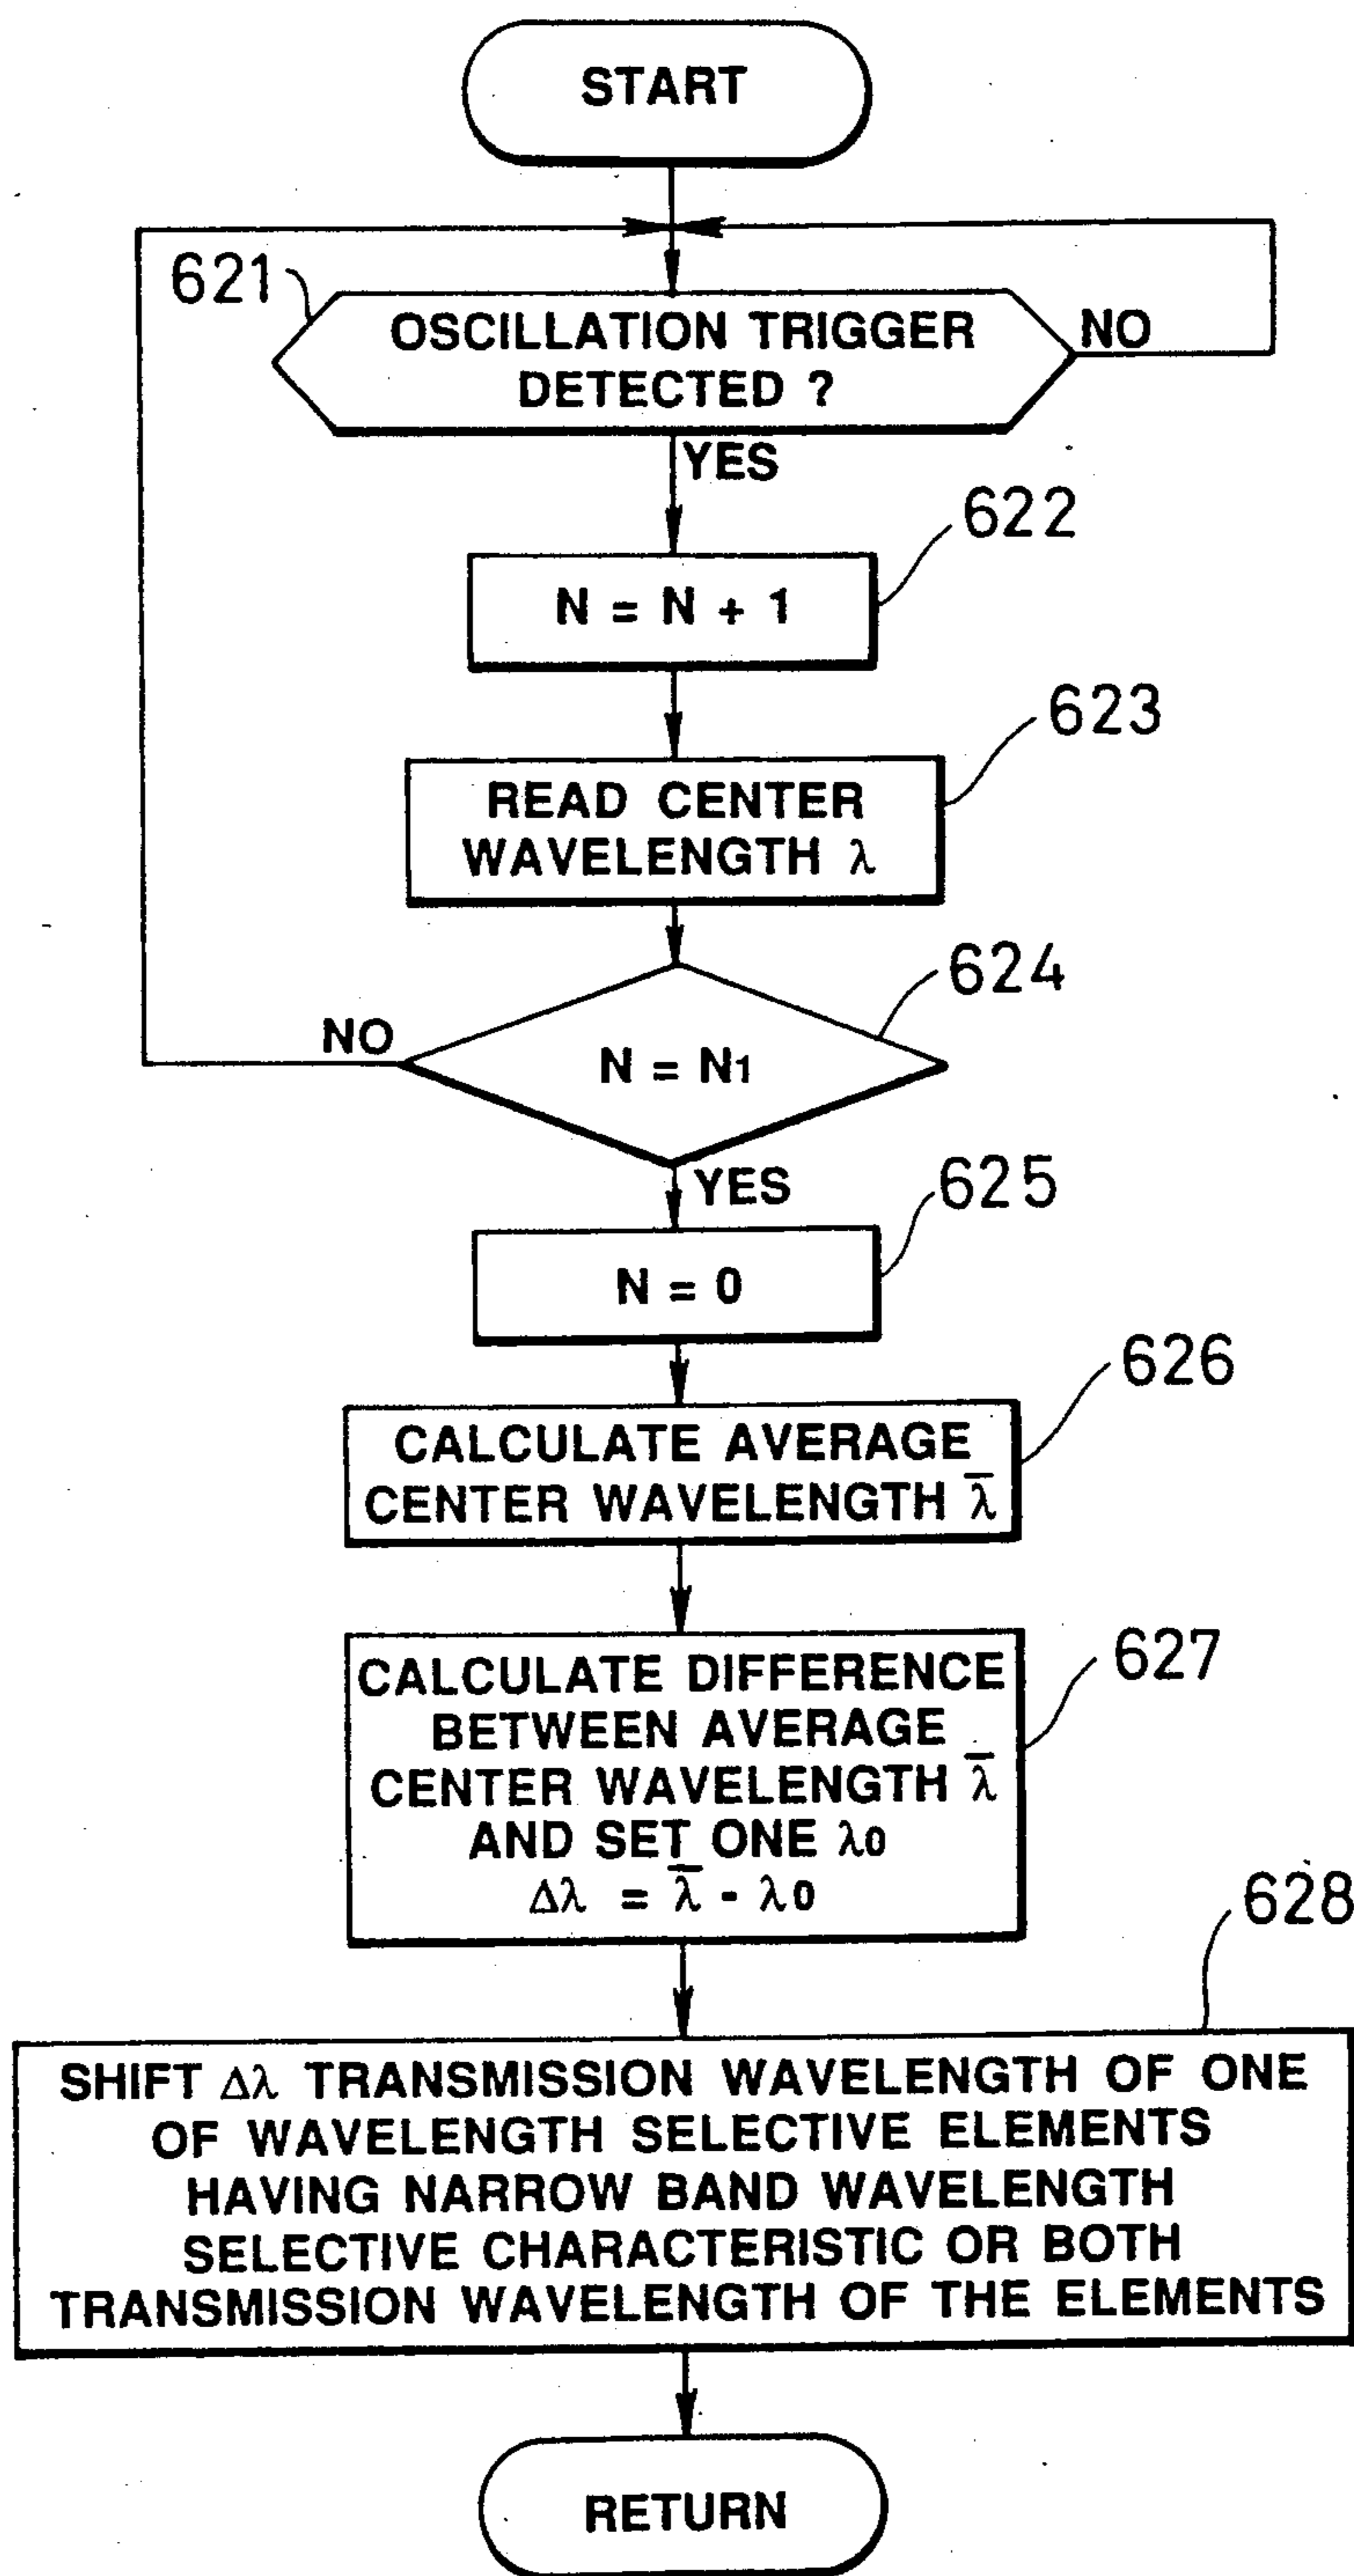 START
621
OSCILLATION TRIGGER
DETECTED ?
NO
YES
622
N = N + 1
623
READ CENTER
WAVELENGTH λ
624
NO
N = N1
YES
625
N = 0
626
CALCULATE AVERAGE
CENTER WAVELENGTH λ̅
627
CALCULATE DIFFERENCE
BETWEEN AVERAGE
CENTER WAVELENGTH λ̅
AND SET ONE λ0
Δλ = λ̅ - λ0
628
SHIFT Δλ TRANSMISSION WAVELENGTH OF ONE
OF WAVELENGTH SELECTIVE ELEMENTS
HAVING NARROW BAND WAVELENGTH
SELECTIVE CHARACTERISTIC OR BOTH
TRANSMISSION WAVELENGTH OF THE ELEMENTS
RETURN